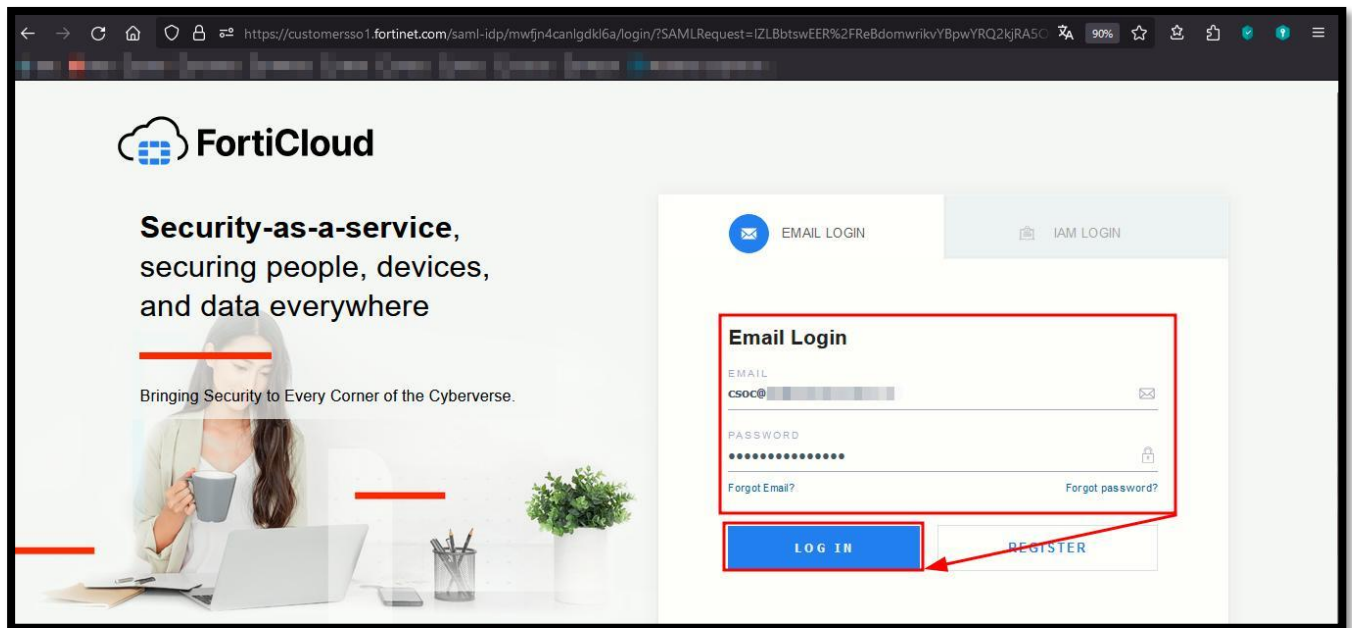 https://customersso1.fortinet.com/saml-idp/mwfjn4canlgdkl6a/login/?SAMLRequest=lZLBbtswEER%2FReBdomwrikvYBpwYRQ2kjRA5O
90%
FortiCloud
Security-as-a-service,
securing people, devices,
and data everywhere
Bringing Security to Every Corner of the Cyberverse.
EMAIL LOGIN
IAM LOGIN
Email Login
EMAIL
csoc@
PASSWORD
Forgot Email?
Forgot password?
LOG IN
REGISTER